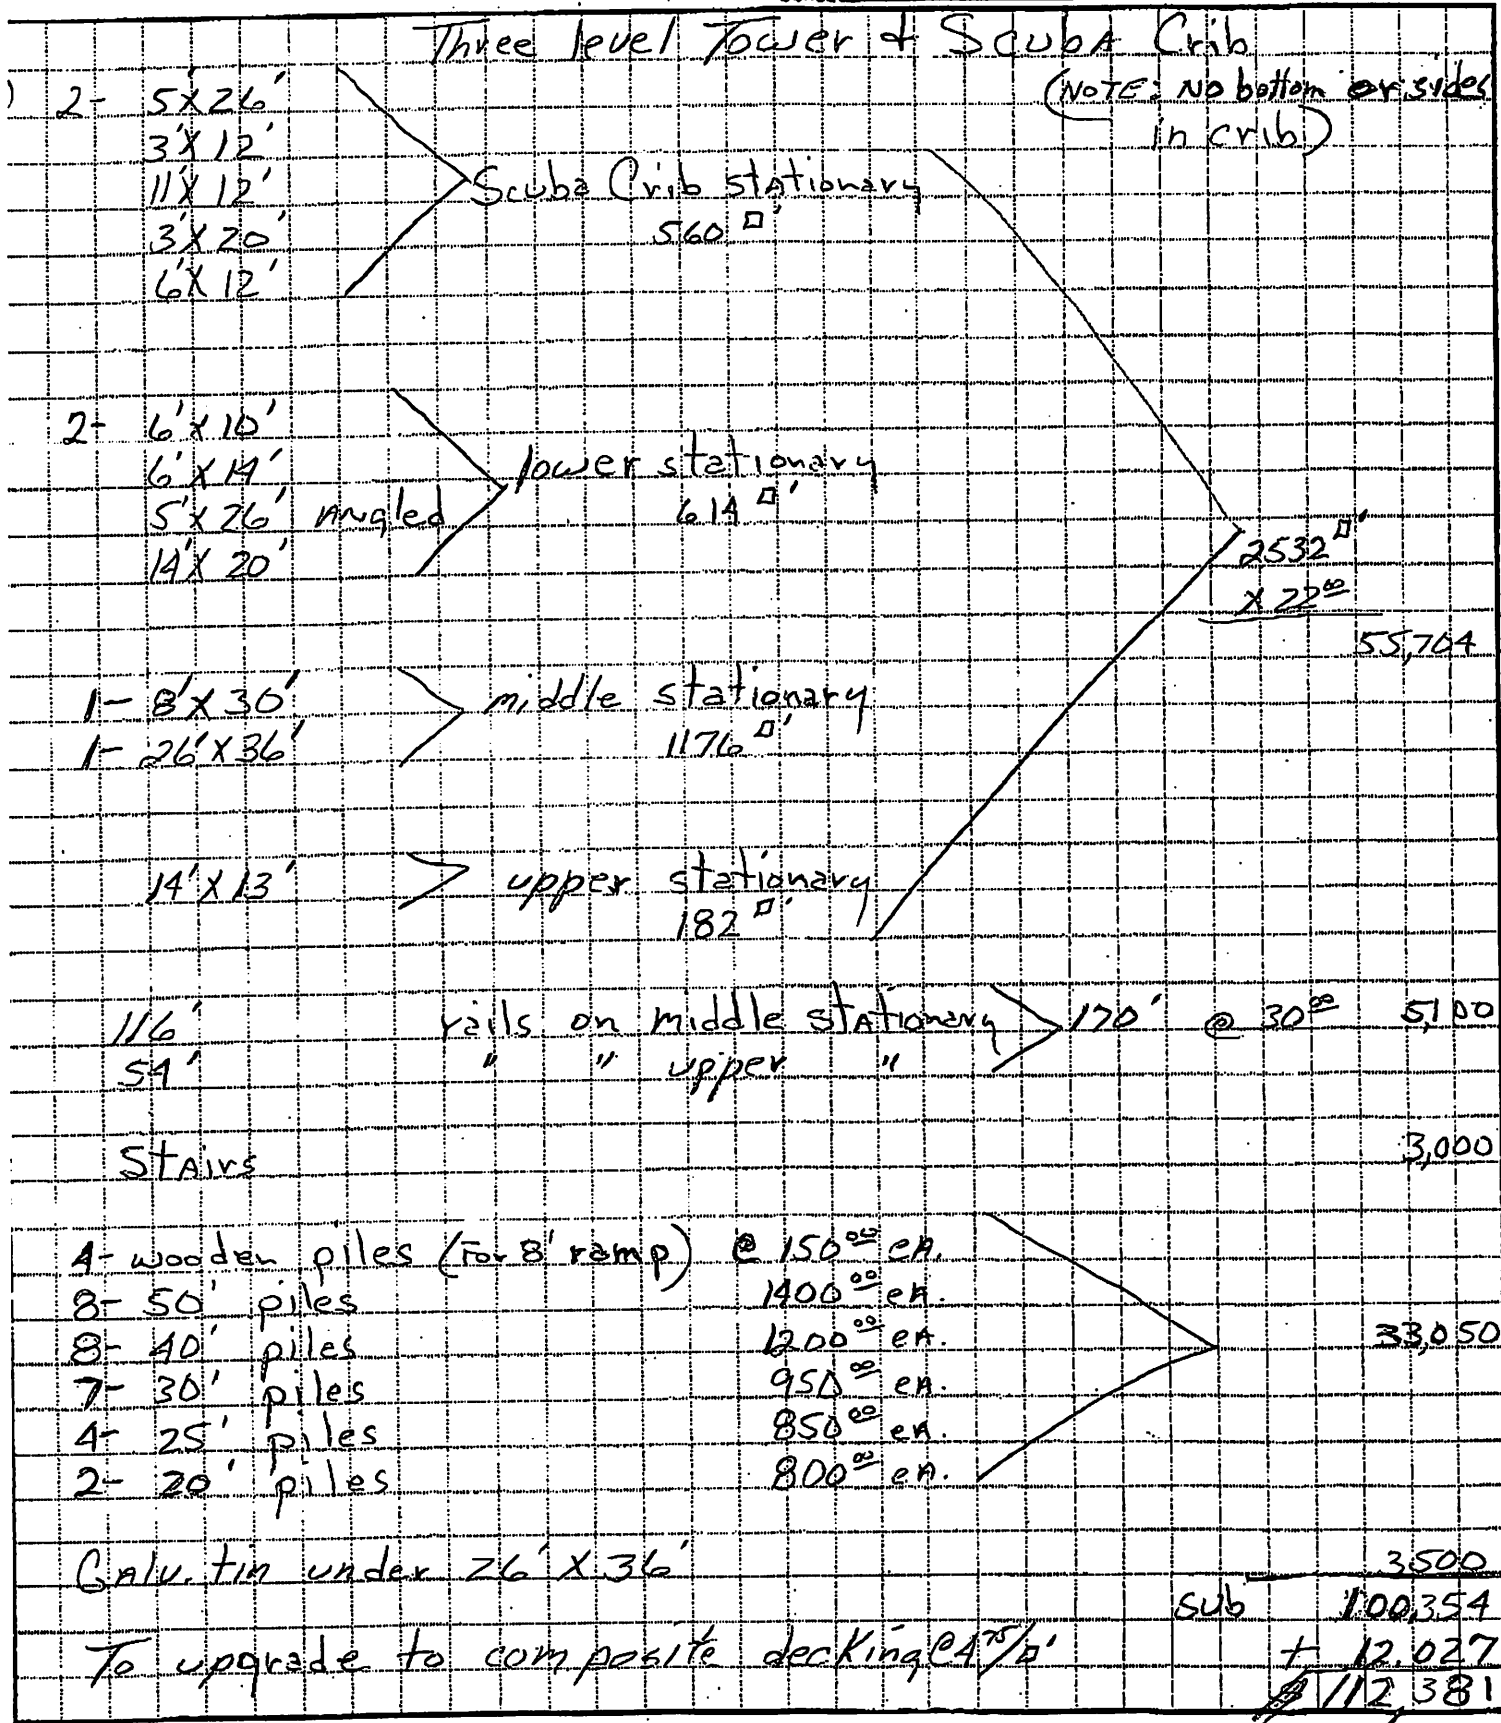 Three level Tower & Scuba Crib
(NOTE: No bottom or sides
in crib)
2- 5'X26'
3'X12'
11'X12'
3'X20'
6'X12'
Scuba Crib stationary
560 □'
2- 6'X10'
6'X14'
5'X26' Angled
14'X20'
lower stationary
614 □'
2532 □'
X 22.00
55,704
1- 8'X30'
1- 26'X36'
middle stationary
1176 □'
14'X13'
upper stationary
182 □'
116' rails on middle stationary 170' @ 30.00 5,100
54' " " upper "
Stairs 3,000
4- wooden piles (For 8' ramp) @ 150.00 ea.
8- 50' piles 1400.00 ea.
8- 40' piles 1200.00 ea. 33,050
7- 30' piles 950.00 ea.
4- 25' piles 850.00 ea.
2- 20' piles 800.00 ea.
Galv. tin under 26' X 36' 3500
sub 100,354
To upgrade to composite decking @ 4.75/□' + 12,027
112,381